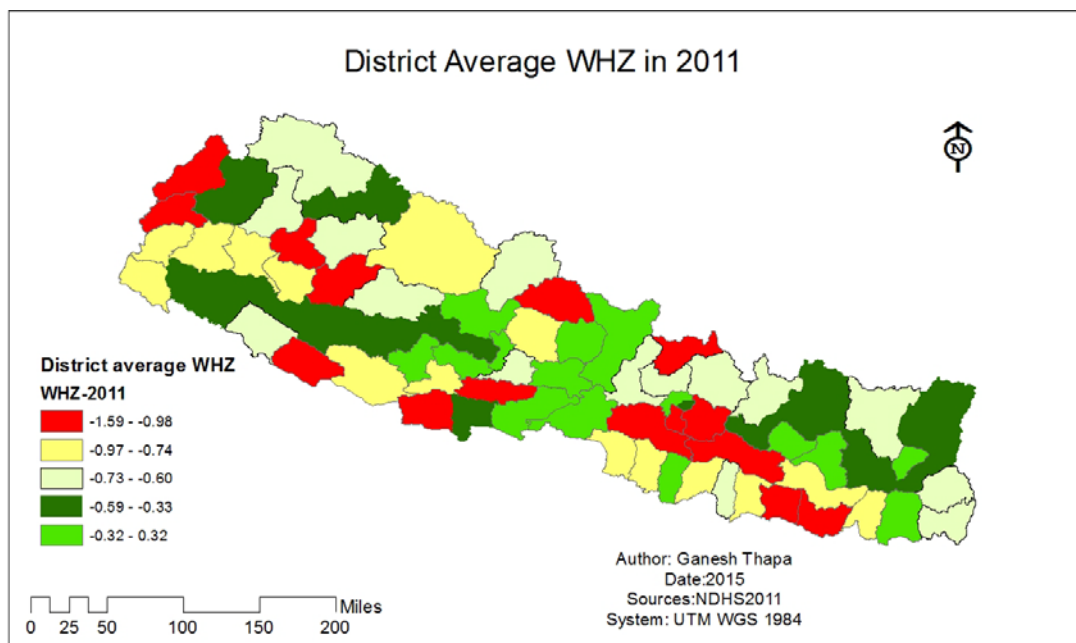 District Average WHZ in 2011
N
District average WHZ
WHZ-2011
-1.59 - -0.98
-0.97 - -0.74
-0.73 - -0.60
-0.59 - -0.33
-0.32 - 0.32
Author: Ganesh Thapa
Date:2015
Sources:NDHS2011
System: UTM WGS 1984
Miles
0 25 50 100 150 200